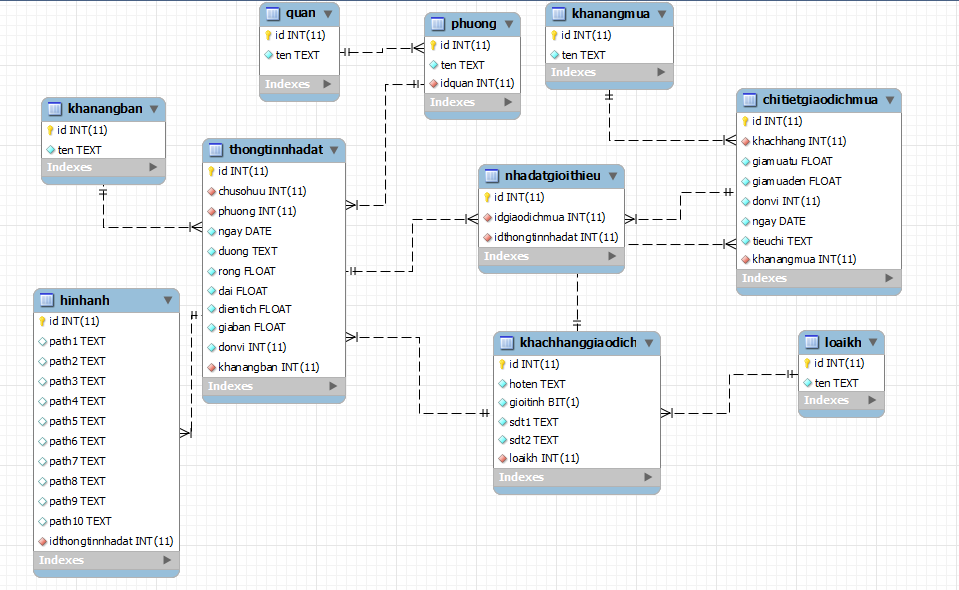 quan
id INT(11)
ten TEXT
Indexes
phuong
id INT(11)
ten TEXT
idquan INT(11)
Indexes
khanangmua
id INT(11)
ten TEXT
Indexes
khanangban
id INT(11)
ten TEXT
Indexes
thongtinnhadat
id INT(11)
chusohuu INT(11)
phuong INT(11)
ngay DATE
duong TEXT
rong FLOAT
dai FLOAT
dientich FLOAT
giaban FLOAT
donvi INT(11)
khanangban INT(11)
Indexes
nhadatgioithieu
id INT(11)
idgiaodichmua INT(11)
idthongtinnhadat INT(11)
Indexes
chitietgiaodichmua
id INT(11)
khachhang INT(11)
giamuatu FLOAT
giamuaden FLOAT
donvi INT(11)
ngay DATE
tieuchi TEXT
khanangmua INT(11)
Indexes
hinhanh
id INT(11)
path1 TEXT
path2 TEXT
path3 TEXT
path4 TEXT
path5 TEXT
path6 TEXT
path7 TEXT
path8 TEXT
path9 TEXT
path10 TEXT
idthongtinnhadat INT(11)
Indexes
khachhanggiaodich
id INT(11)
hoten TEXT
gioitinh BIT(1)
sdt1 TEXT
sdt2 TEXT
loaikh INT(11)
Indexes
loaikh
id INT(11)
ten TEXT
Indexes